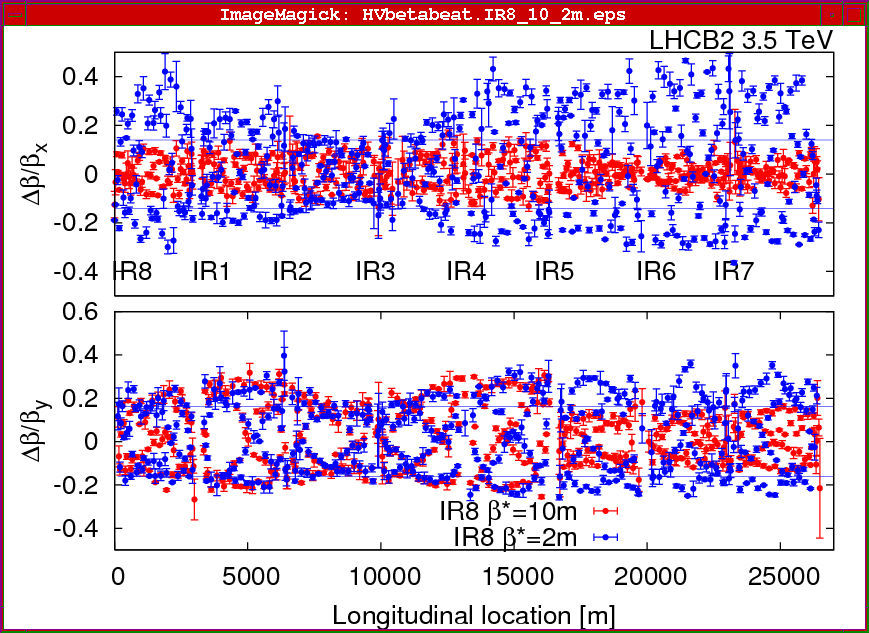 ImageMagick: HVbetabeat.IR8_10_2m.eps
LHCB2 3.5 TeV
0.4
0.2
0
-0.2
-0.4
Δβ/βx
IR8 IR1 IR2 IR3 IR4 IR5 IR6 IR7
0.6
0.4
0.2
0
-0.2
-0.4
Δβ/βy
IR8 β*=10m
IR8 β*=2m
0 5000 10000 15000 20000 25000
Longitudinal location [m]